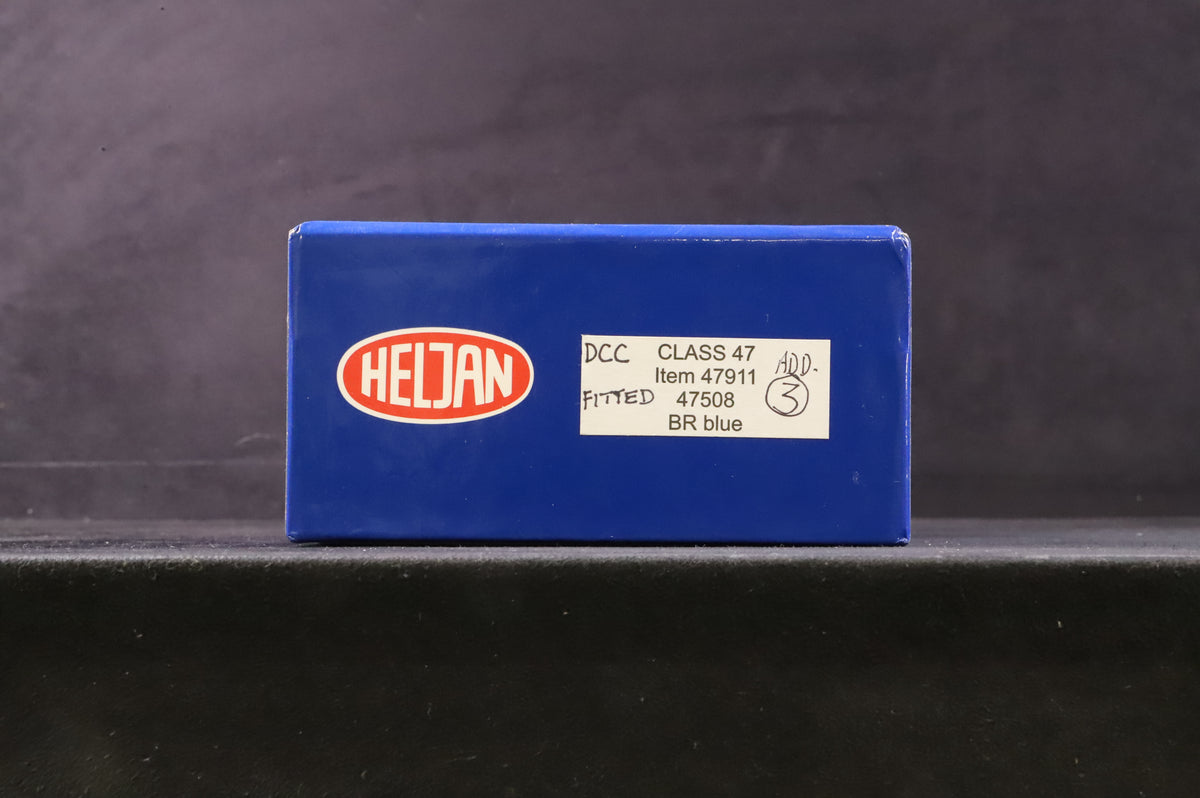 HELJAN
DCC CLASS 47 ADD.
Item 47911
FITTED 47508 3
BR blue